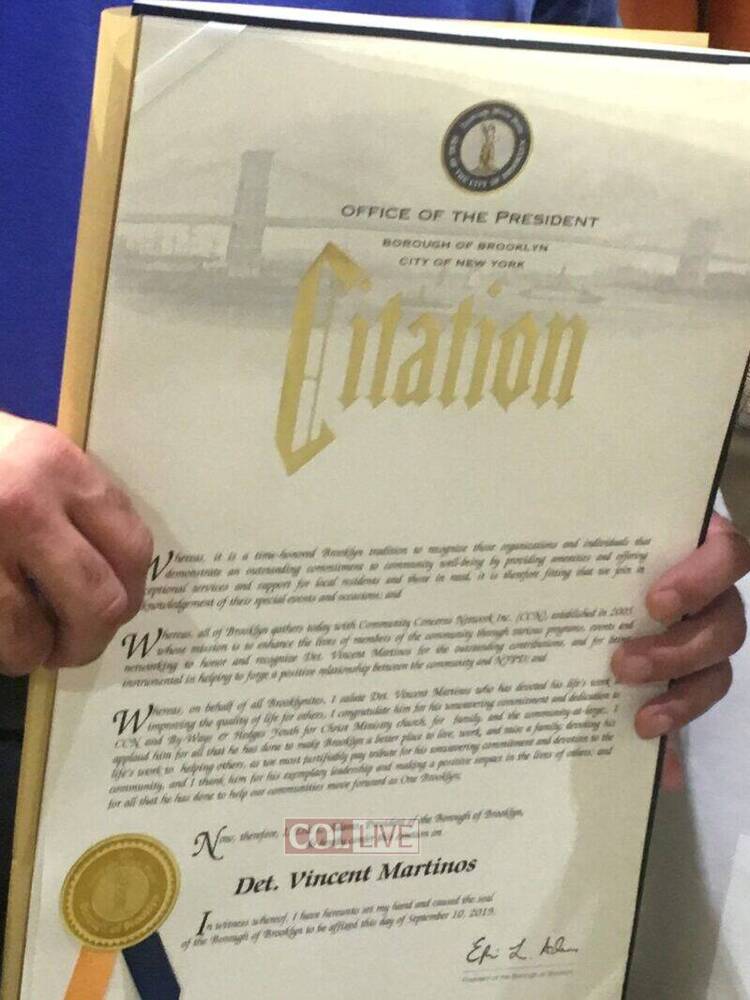 OFFICE OF THE PRESIDENT
BOROUGH OF BROOKLYN
CITY OF NEW YORK
Citation
Whereas, it is a time-honored Brooklyn tradition to recognize those organizations and individuals that
demonstrate an outstanding commitment to community well-being by providing amenities and offering
exceptional services and support for local residents and those in need, it is therefore fitting that we join in
acknowledgement of their special events and occasions; and
Whereas, all of Brooklyn gathers today with Community Concerns Network Inc. (CCN), established in 2005
whose mission is to enhance the lives of members of the community through various programs, events and
networking to honor and recognize Det. Vincent Martinos for the outstanding contributions, and for being
instrumental in helping to forge a positive relationship between the community and NYPD; and
Whereas, on behalf of all Brooklynites, I salute Det. Vincent Martinos who has devoted his life's work to
improving the quality of life for others, I congratulate him for his unwavering commitment and dedication to
CCN, and By-Ways & Hedges Youth for Christ Ministry church, for family, and the community-at-large, I
applaud him for all that he has done to make Brooklyn a better place to live, work, and raise a family; devoting his
life's work to helping others, as we most justifiably pay tribute for his unwavering commitment and devotion to the
community, and I thank him for his exemplary leadership and making a positive impact in the lives of others; and
for all that he has done to help our communities move forward as One Brooklyn;
Now, therefore, I, of the Borough of Brooklyn,
on
COL LIVE
Det. Vincent Martinos
In witness whereof, I have hereunto set my hand and caused the seal
of the Borough of Brooklyn to be affixed this day of September 10, 2019.
Eric L. Adams
President of the Borough of Brooklyn